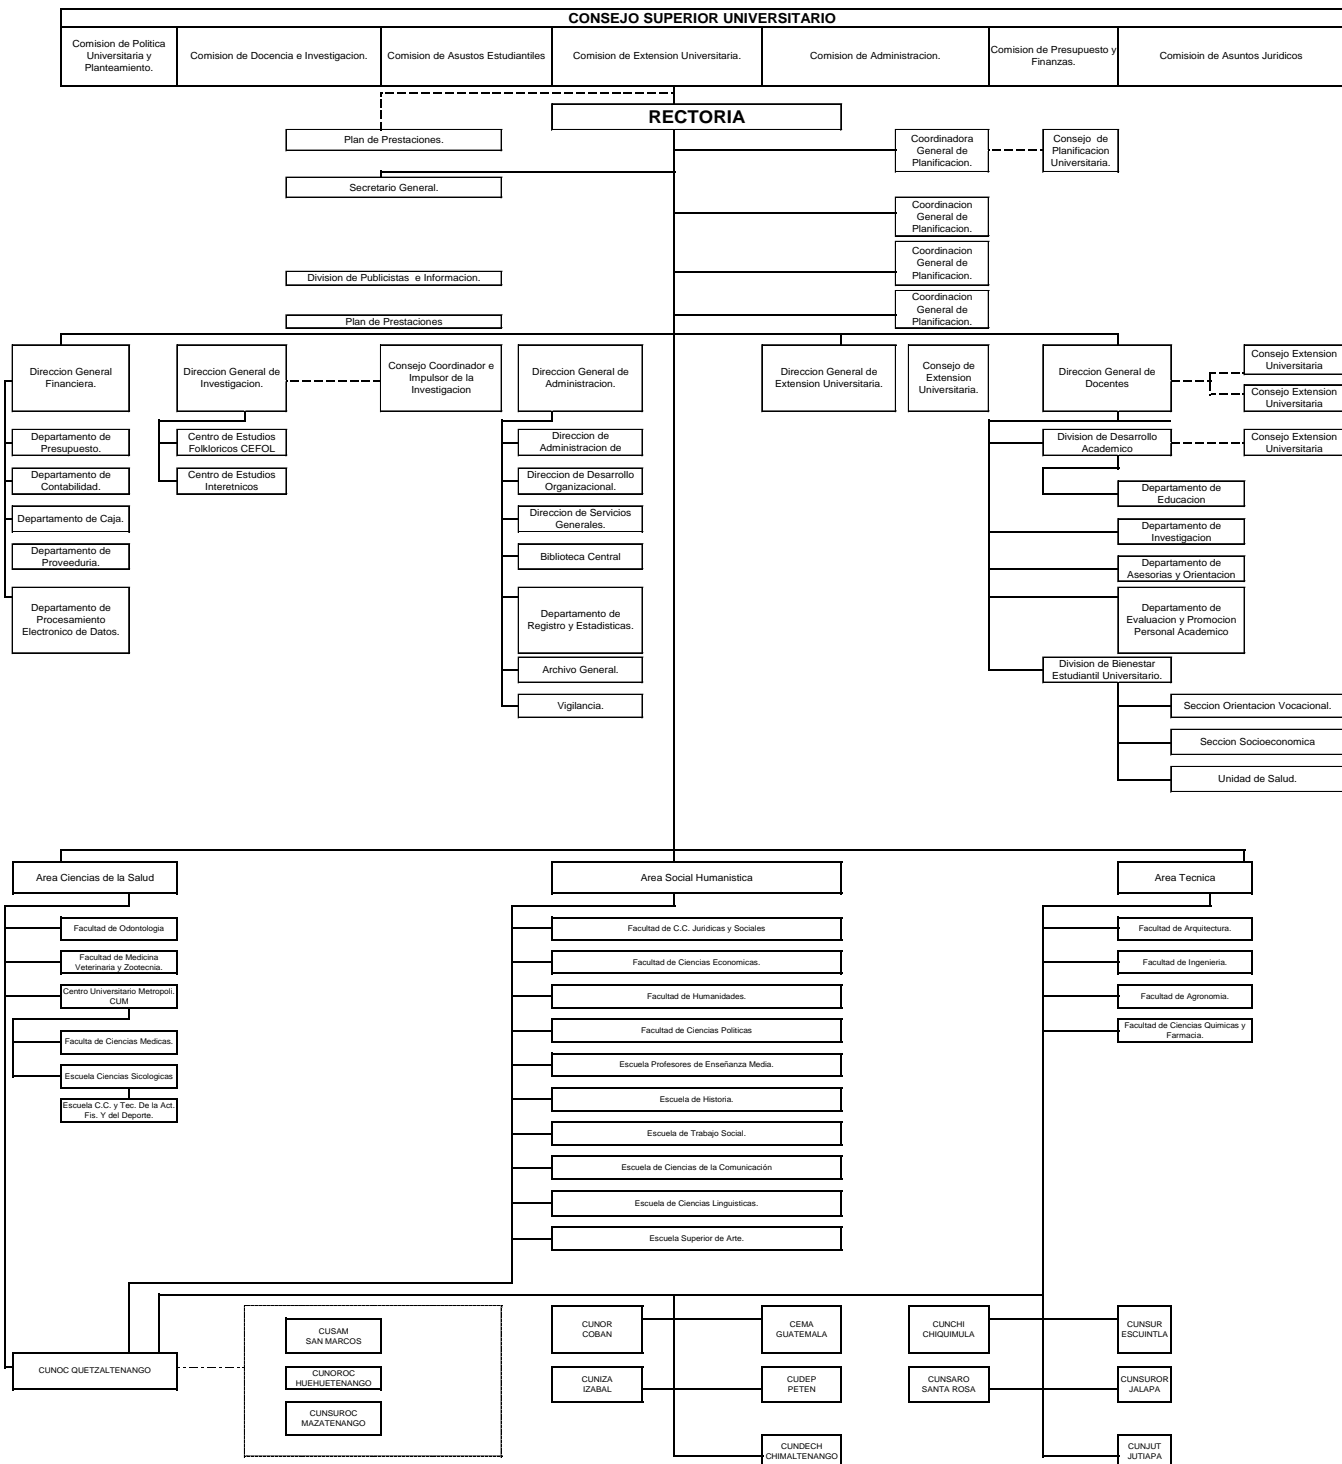 CONSEJO SUPERIOR UNIVERSITARIO
Comision de Politica
Universitaria y
Planteamiento.
Comision de Docencia e Investigacion.
Comision de Asustos Estudiantiles
Comision de Extension Universitaria.
Comision de Administracion.
Comision de Presupuesto y
Finanzas.
Comisioin de Asuntos Juridicos
RECTORIA
Plan de Prestaciones.
Coordinadora
General de
Planificacion.
Consejo de
Planificacion
Universitaria.
Secretario General.
Coordinacion
General de
Planificacion.
Coordinacion
General de
Planificacion.
Division de Publicistas e Informacion.
Coordinacion
General de
Planificacion.
Plan de Prestaciones
Direccion General
Financiera.
Direccion General de
Investigacion.
Consejo Coordinador e
Impulsor de la
Investigacion
Direccion General de
Administracion.
Direccion General de
Extension Universitaria.
Consejo de
Extension
Universitaria.
Direccion General de
Docentes
Consejo Extension
Universitaria
Consejo Extension
Universitaria
Departamento de
Presupuesto.
Centro de Estudios
Folkloricos CEFOL
Direccion de
Administracion de
Division de Desarrollo
Academico
Consejo Extension
Universitaria
Departamento de
Contabilidad.
Centro de Estudios
Interetnicos
Direccion de Desarrollo
Organizacional.
Departamento de
Educacion
Departamento de Caja.
Direccion de Servicios
Generales.
Departamento de
Investigacion
Departamento de
Proveeduria.
Biblioteca Central
Departamento de
Asesorias y Orientacion
Departamento de
Procesamiento
Electronico de Datos.
Departamento de
Registro y Estadisticas.
Departamento de
Evaluacion y Promocion
Personal Academico
Archivo General.
Division de Bienestar
Estudiantil Universitario.
Vigilancia.
Seccion Orientacion Vocacional.
Seccion Socioeconomica
Unidad de Salud.
Area Ciencias de la Salud
Area Social Humanistica
Area Tecnica
Facultad de Odontologia
Facultad de C.C. Juridicas y Sociales
Facultad de Arquitectura.
Facultad de Medicina
Veterinaria y Zootecnia.
Facultad de Ciencias Economicas.
Facultad de Ingenieria.
Centro Universitario Metropoli.
CUM
Facultad de Humanidades.
Facultad de Agronomia.
Faculta de Ciencias Medicas.
Facultad de Ciencias Politicas
Facultad de Ciencias Quimicas y
Farmacia.
Escuela Ciencias Sicologicas
Escuela Profesores de Enseñanza Media.
Escuela C.C. y Tec. De la Act.
Fis. Y del Deporte.
Escuela de Historia.
Escuela de Trabajo Social.
Escuela de Ciencias de la Comunicación
Escuela de Ciencias Linguisticas.
Escuela Superior de Arte.
CUSAM
SAN MARCOS
CUNOR
COBAN
CEMA
GUATEMALA
CUNCHI
CHIQUIMULA
CUNSUR
ESCUINTLA
CUNOC QUETZALTENANGO
CUNOROC
HUEHUETENANGO
CUNIZA
IZABAL
CUDEP
PETEN
CUNSARO
SANTA ROSA
CUNSUROR
JALAPA
CUNSUROC
MAZATENANGO
CUNDECH
CHIMALTENANGO
CUNJUT
JUTIAPA